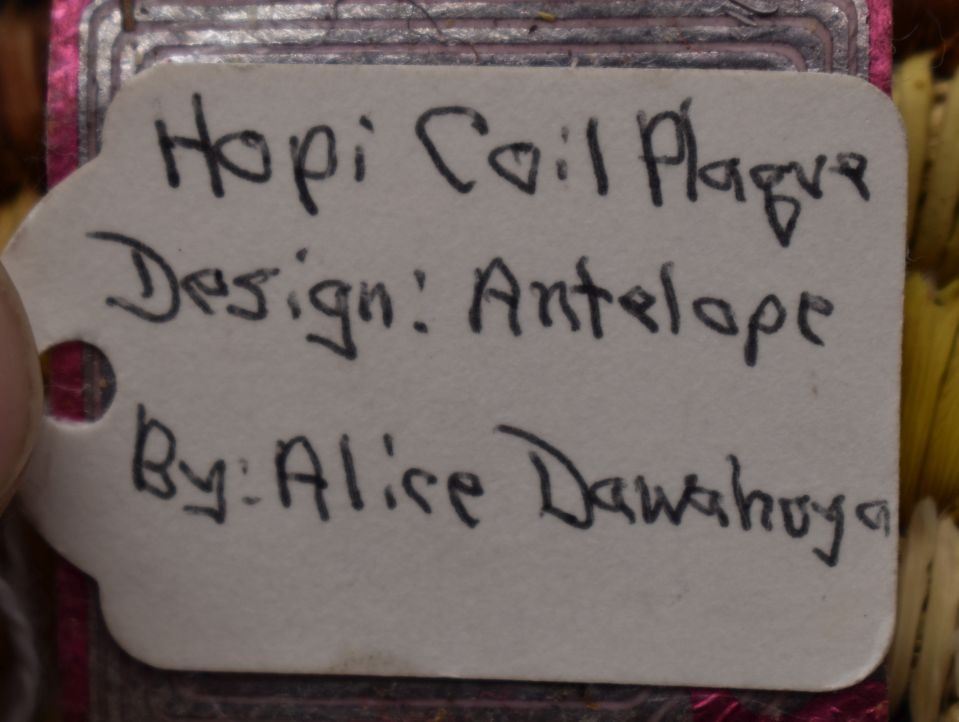 Hopi Coil Plaque
Design: Antelope
By: Alice Dawahoya